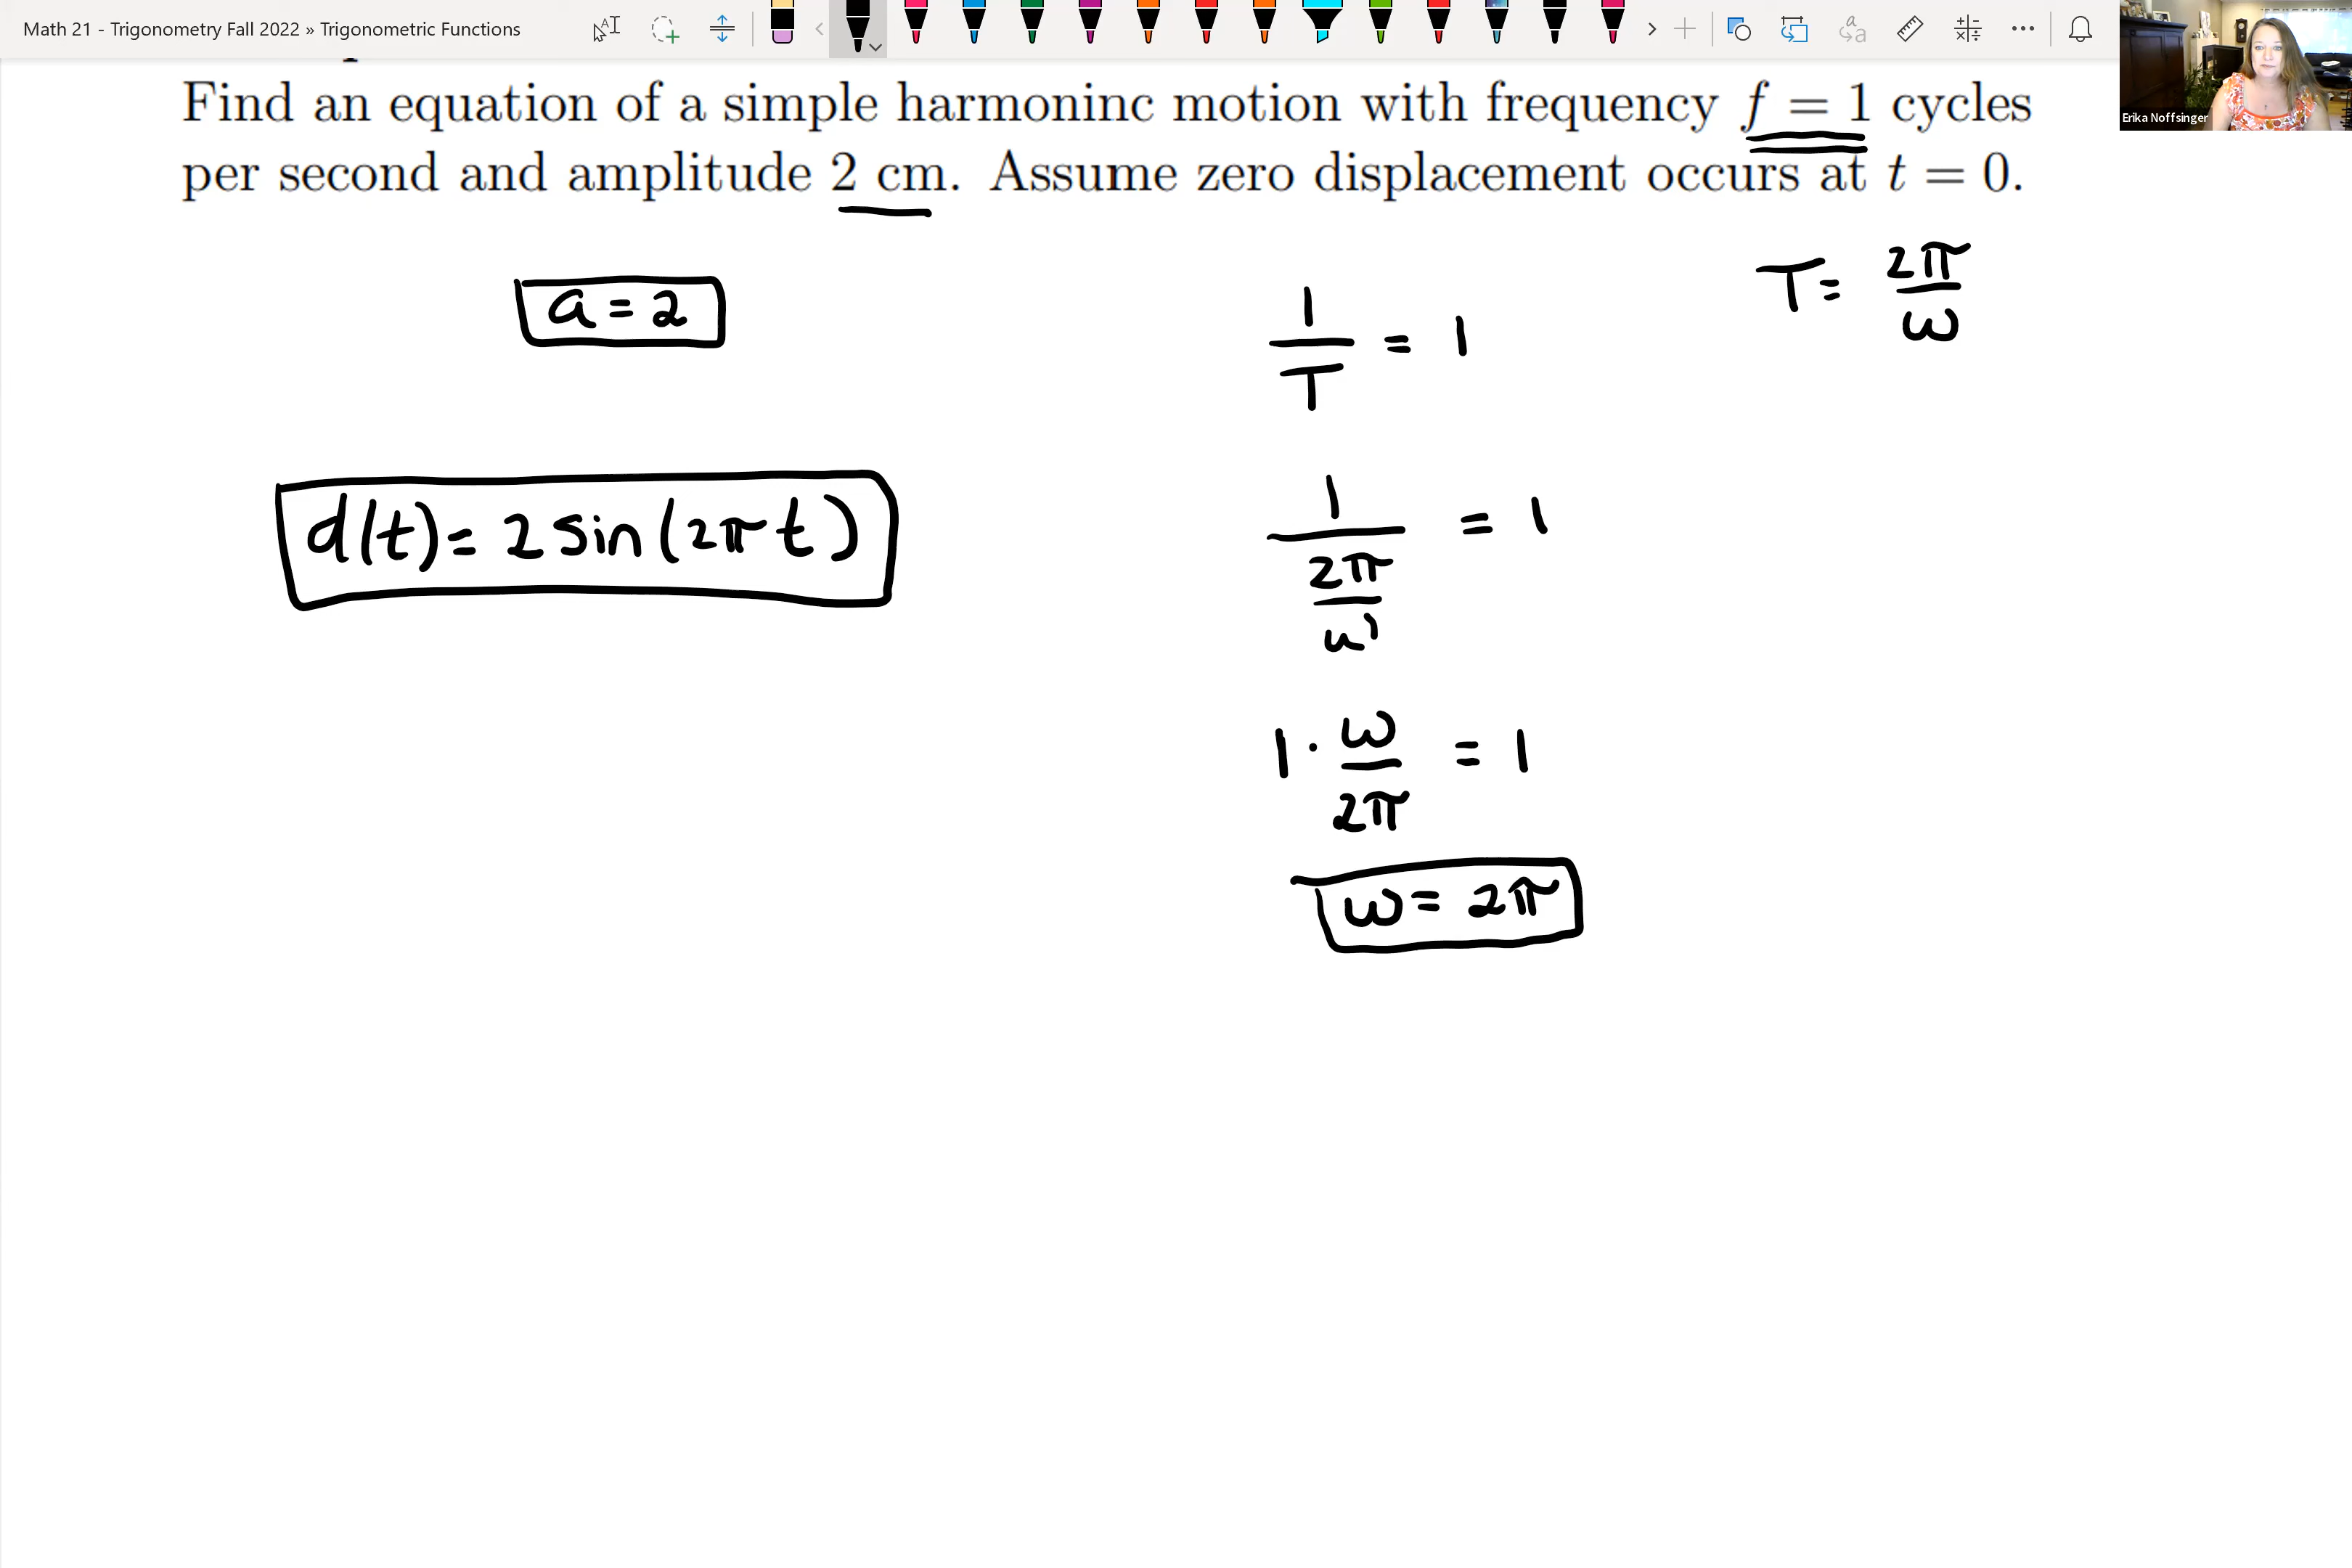 Math 21 - Trigonometry Fall 2022 » Trigonometric Functions
Erika Noffsinger
Find an equation of a simple harmoninc motion with frequency f = 1 cycles
per second and amplitude 2 cm. Assume zero displacement occurs at t = 0.
a = 2
1/T = 1
T = 2π/ω
d(t) = 2 sin(2πt)
1/(2π/ω) = 1
1 · ω/2π = 1
ω = 2π